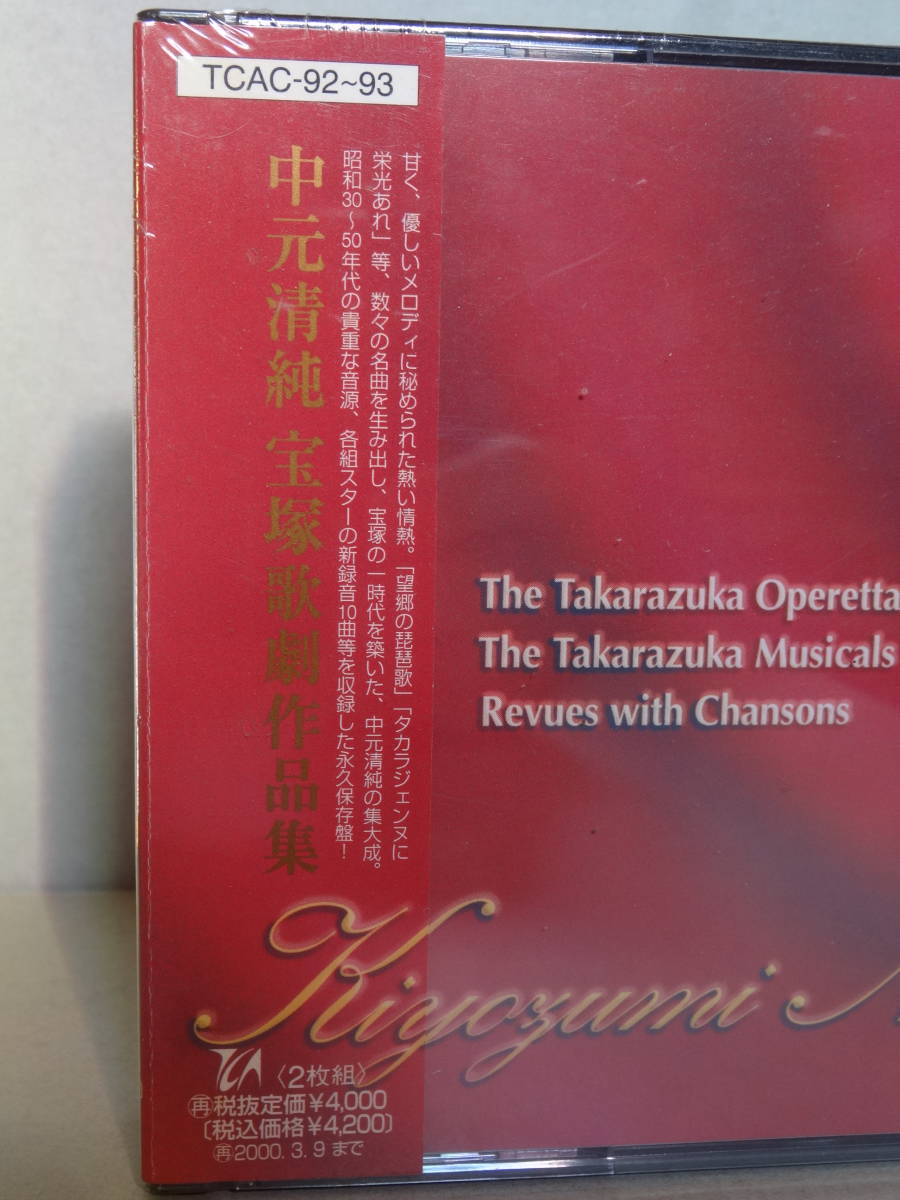 TCAC-92~93
中元清純 宝塚歌劇作品集
甘く、優しいメロディに秘められた熱い情熱。「望郷の琵琶歌」「タカラジェンヌに
栄光あれ」等、数々の名曲を生み出し、宝塚の一時代を築いた、中元清純の集大成。
昭和30~50年代の貴重な音源、各組スターの新録音10曲等を収録した永久保存盤!
The Takarazuka Operetta
The Takarazuka Musicals
Revues with Chansons
Kiyozumi
〈2枚組〉
㊢税抜定価¥4,000
〔税込価格¥4,200〕
㊢2000.3.9まで